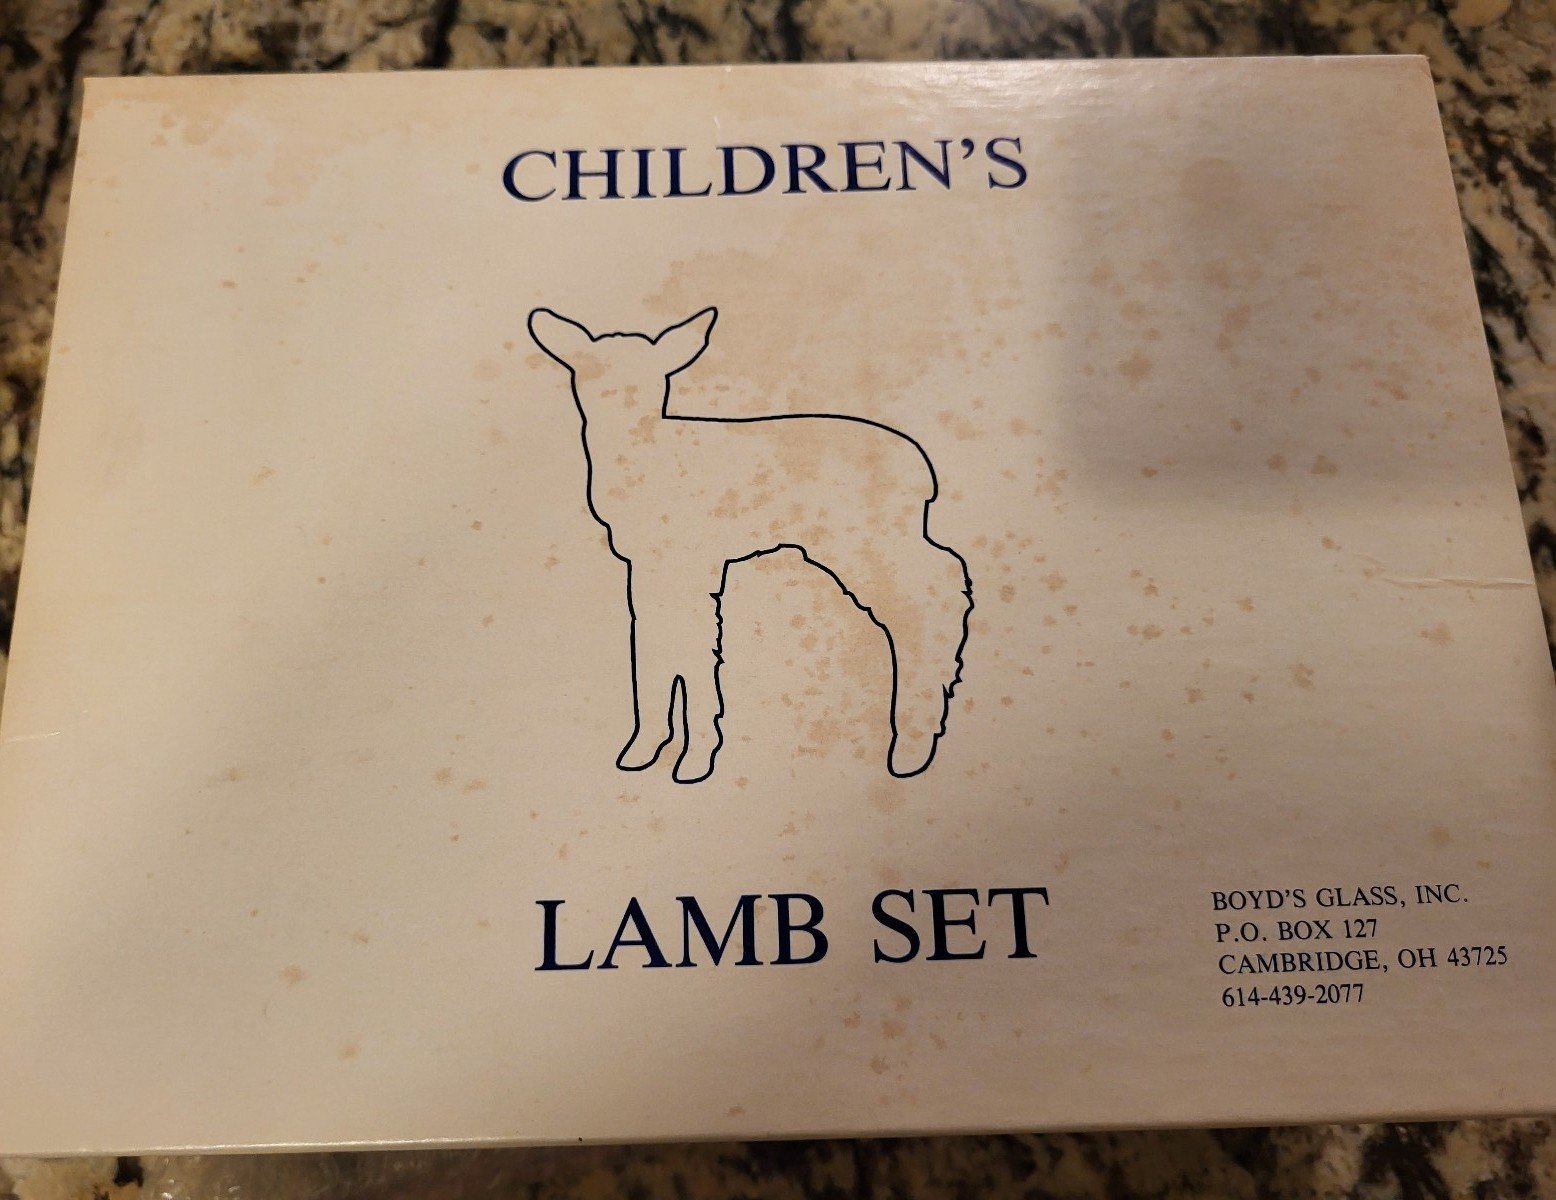 CHILDREN'S
LAMB SET
BOYD'S GLASS, INC.
P.O. BOX 127
CAMBRIDGE, OH 43725
614-439-2077